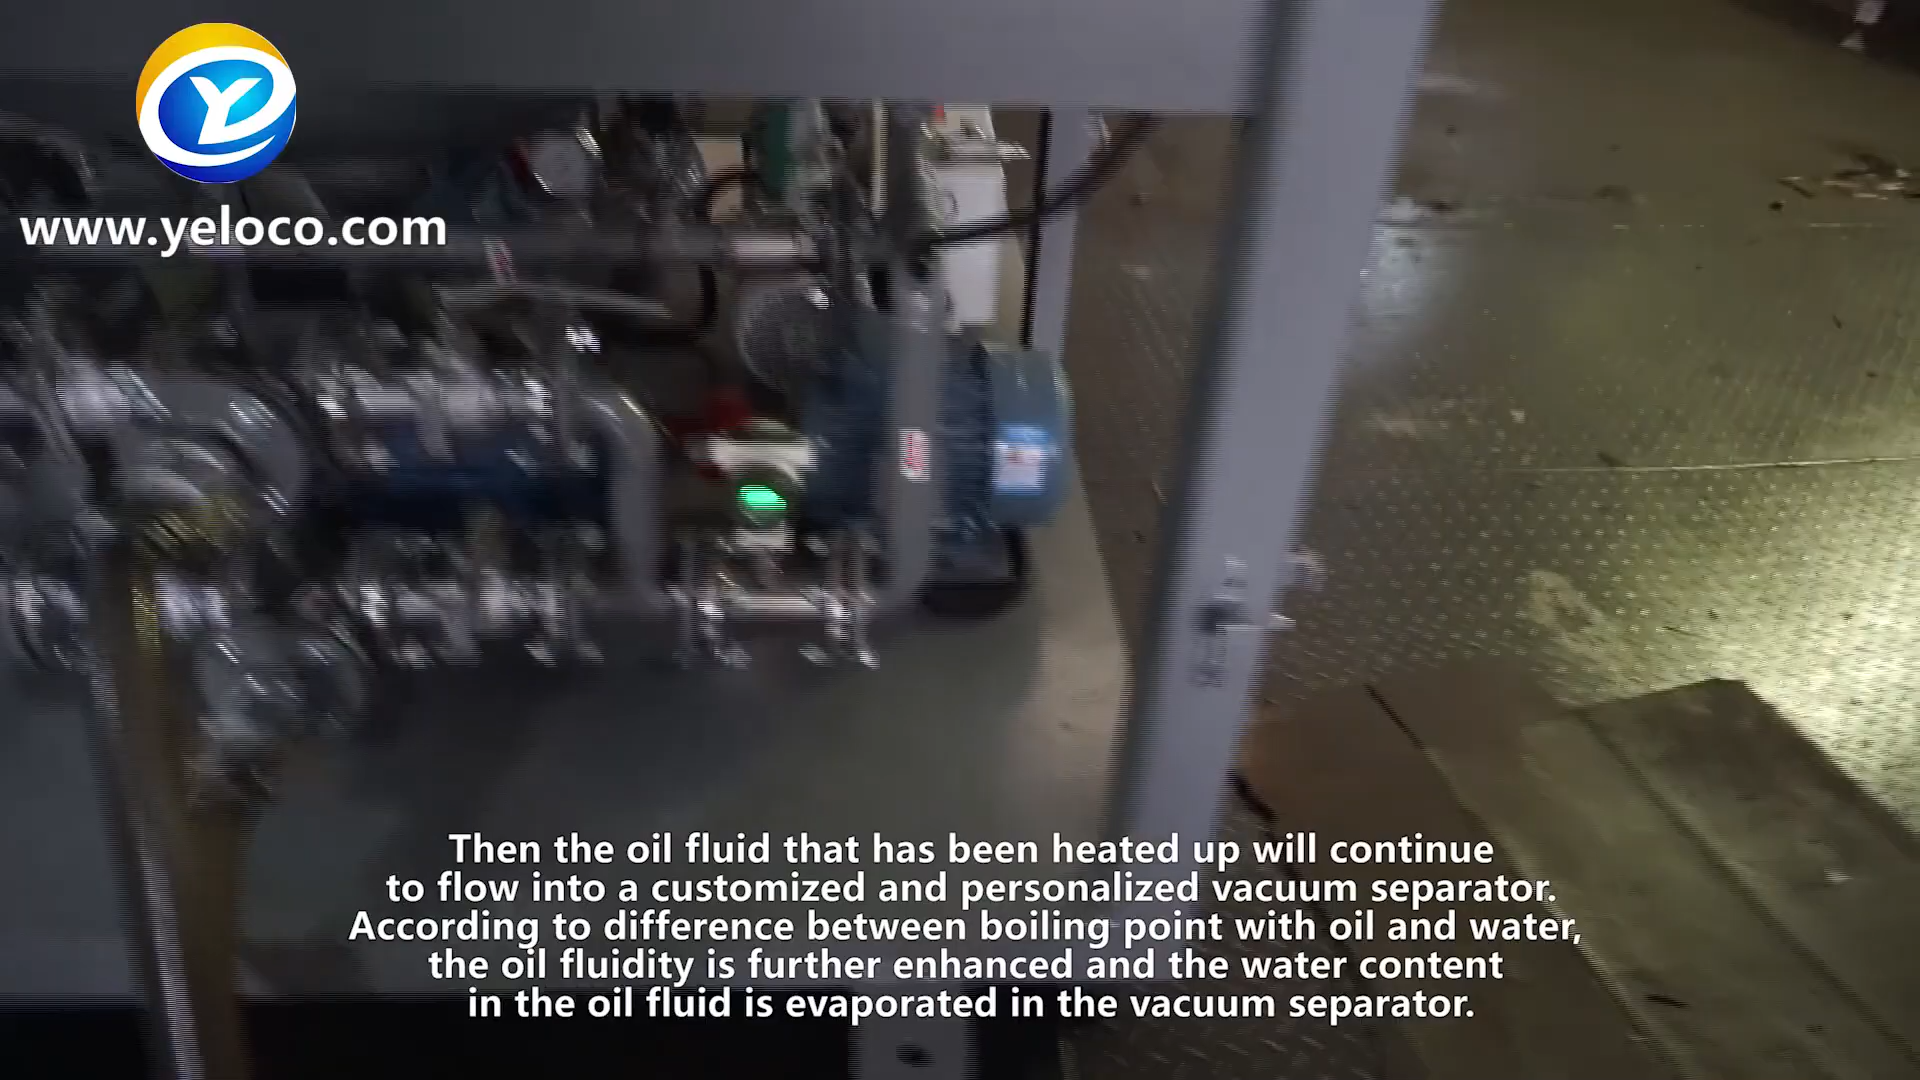 Y
www.yeloco.com
Then the oil fluid that has been heated up will continue
to flow into a customized and personalized vacuum separator.
According to difference between boiling point with oil and water,
the oil fluidity is further enhanced and the water content
in the oil fluid is evaporated in the vacuum separator.